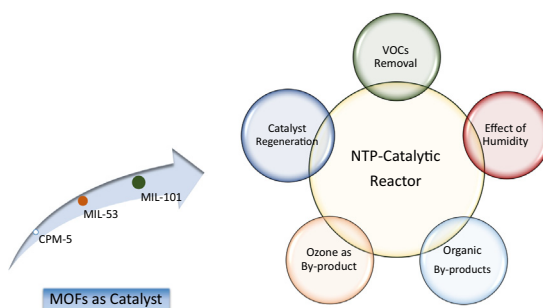 VOCs
Removal
Catalyst
Regeneration
Effect of
Humidity
NTP-Catalytic
Reactor
MIL-101
MIL-53
CPM-5
Ozone as
By-product
Organic
By-products
MOFs as Catalyst